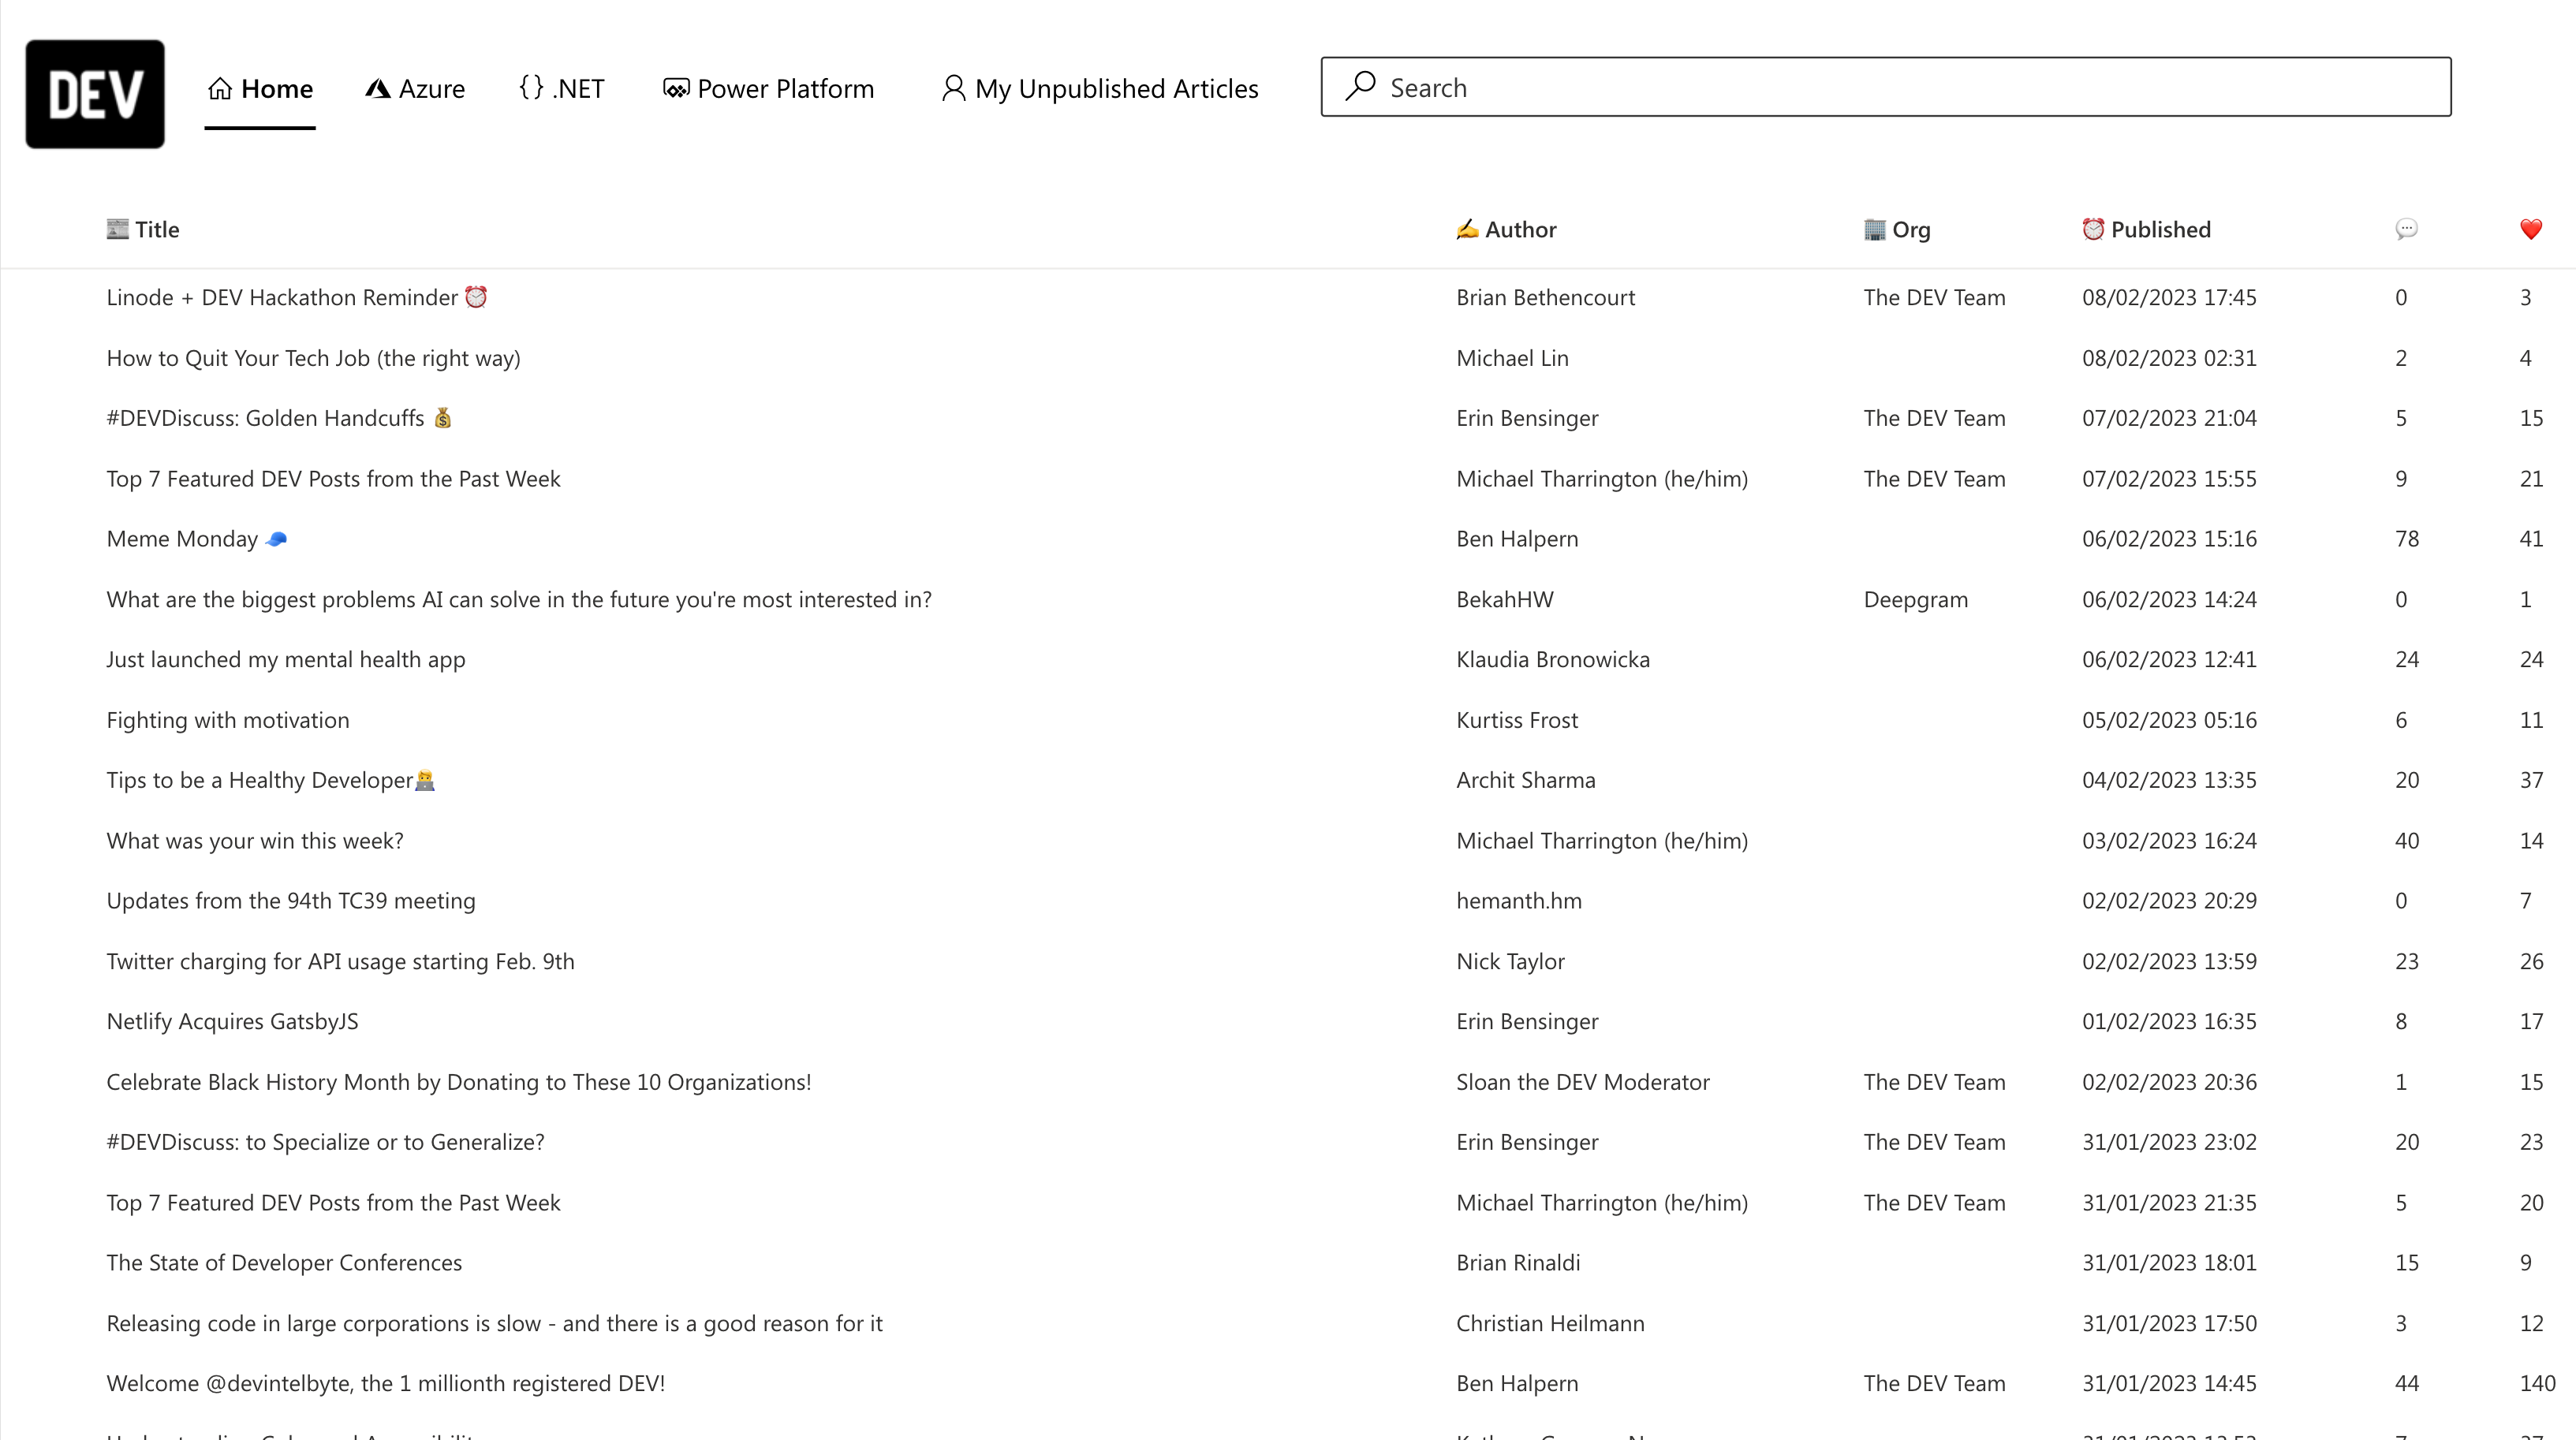 DEV Home Azure {} .NET Power Platform My Unpublished Articles Search
📰 Title ✍️ Author 🏢 Org ⏰ Published 💬 ❤️
Linode + DEV Hackathon Reminder ⏰ Brian Bethencourt The DEV Team 08/02/2023 17:45 0 3
How to Quit Your Tech Job (the right way) Michael Lin 08/02/2023 02:31 2 4
#DEVDiscuss: Golden Handcuffs 💰 Erin Bensinger The DEV Team 07/02/2023 21:04 5 15
Top 7 Featured DEV Posts from the Past Week Michael Tharrington (he/him) The DEV Team 07/02/2023 15:55 9 21
Meme Monday 🧢 Ben Halpern 06/02/2023 15:16 78 41
What are the biggest problems AI can solve in the future you're most interested in? BekahHW Deepgram 06/02/2023 14:24 0 1
Just launched my mental health app Klaudia Bronowicka 06/02/2023 12:41 24 24
Fighting with motivation Kurtiss Frost 05/02/2023 05:16 6 11
Tips to be a Healthy Developer🧑‍💻 Archit Sharma 04/02/2023 13:35 20 37
What was your win this week? Michael Tharrington (he/him) 03/02/2023 16:24 40 14
Updates from the 94th TC39 meeting hemanth.hm 02/02/2023 20:29 0 7
Twitter charging for API usage starting Feb. 9th Nick Taylor 02/02/2023 13:59 23 26
Netlify Acquires GatsbyJS Erin Bensinger 01/02/2023 16:35 8 17
Celebrate Black History Month by Donating to These 10 Organizations! Sloan the DEV Moderator The DEV Team 02/02/2023 20:36 1 15
#DEVDiscuss: to Specialize or to Generalize? Erin Bensinger The DEV Team 31/01/2023 23:02 20 23
Top 7 Featured DEV Posts from the Past Week Michael Tharrington (he/him) The DEV Team 31/01/2023 21:35 5 20
The State of Developer Conferences Brian Rinaldi 31/01/2023 18:01 15 9
Releasing code in large corporations is slow - and there is a good reason for it Christian Heilmann 31/01/2023 17:50 3 12
Welcome @devintelbyte, the 1 millionth registered DEV! Ben Halpern The DEV Team 31/01/2023 14:45 44 140